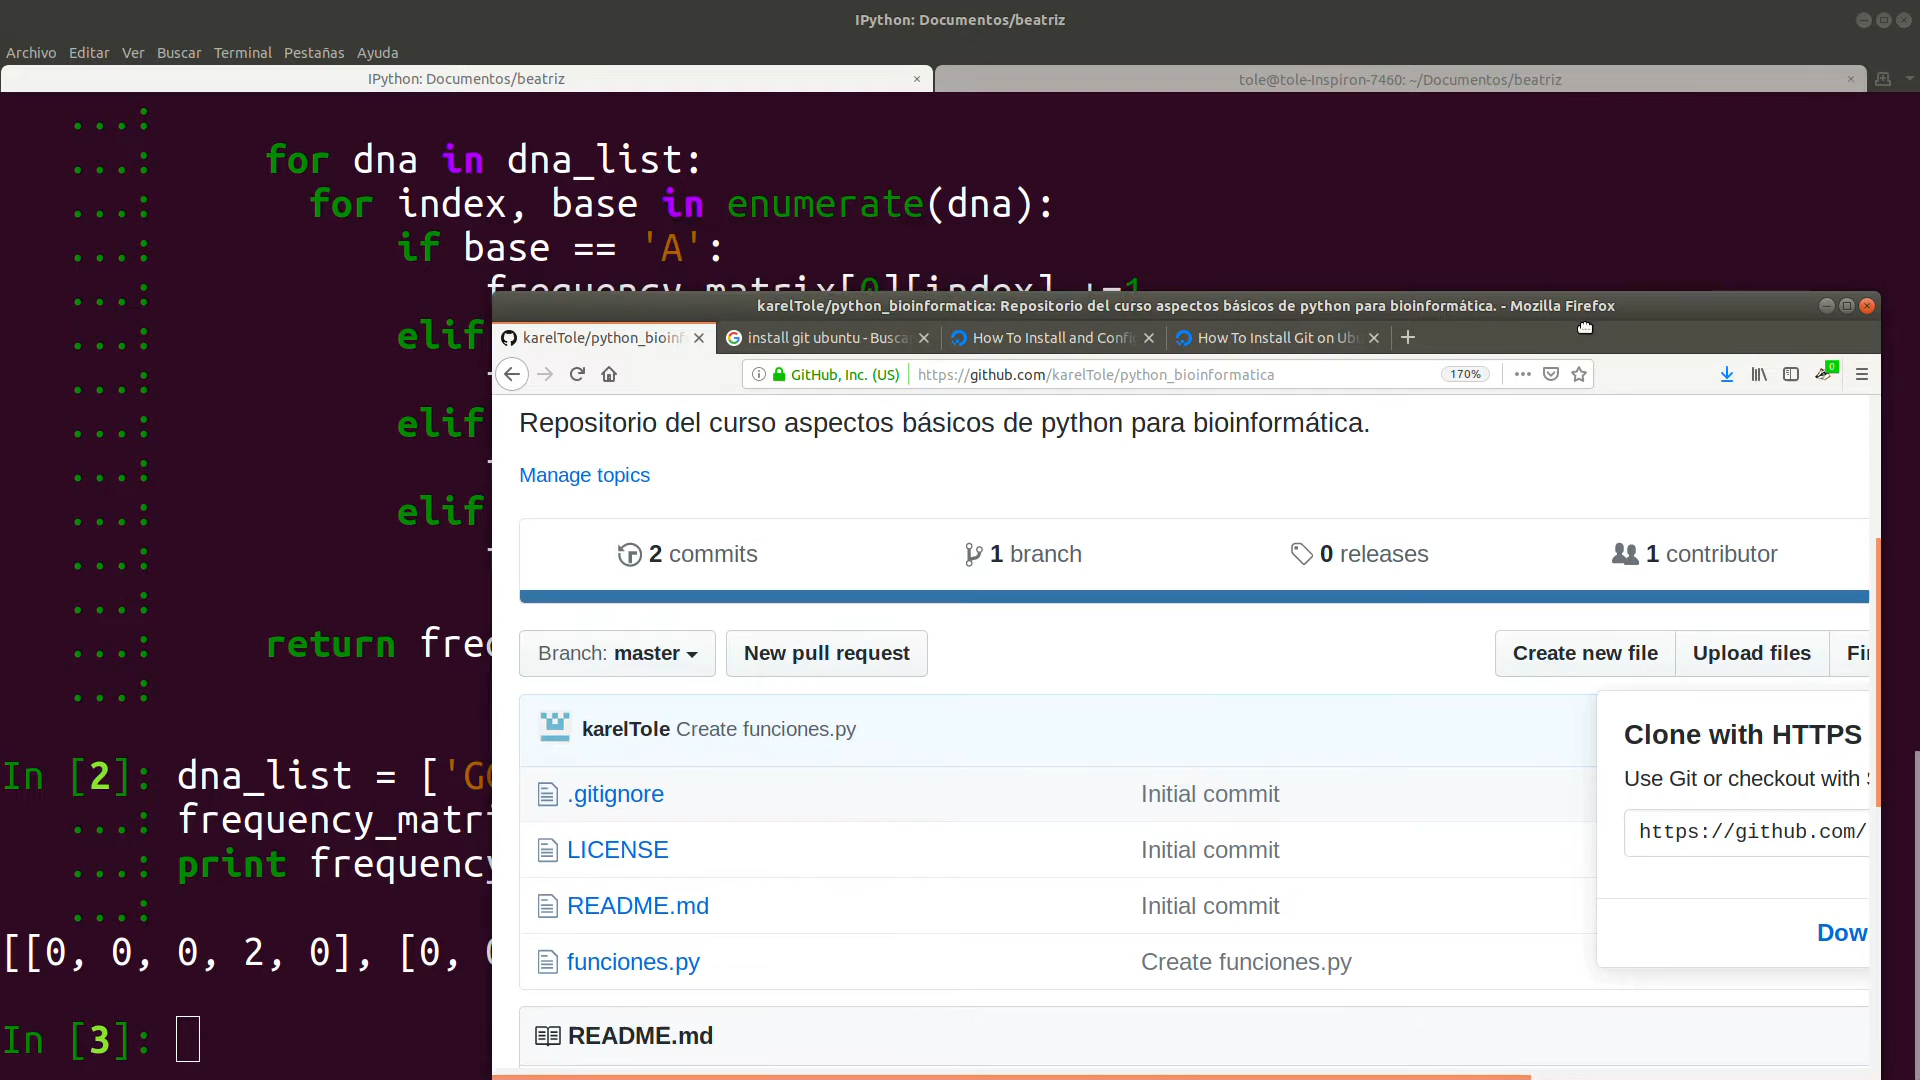 IPython: Documentos/beatriz
Archivo Editar Ver Buscar Terminal Pestañas Ayuda
IPython: Documentos/beatriz × tole@tole-Inspiron-7460: ~/Documentos/beatriz ×
...:
...: for dna in dna_list:
...: for index, base in enumerate(dna):
...: if base == 'A':
...: frequency_matrix[0][index] +=1
...: elif
...:
...: elif
...:
...: elif
...:
...:
...: return
...:
In [2]: dna_list = ['
...:
...: print
...:
[[0, 0, 0, 2, 0], [0,
In [3]:
karelTole/python_bioinformatica: Repositorio del curso aspectos básicos de python para bioinformática. - Mozilla Firefox
karelTole/python_bioinf install git ubuntu - Busca How To Install and Config How To Install Git on Ubu
GitHub, Inc. (US) https://github.com/karelTole/python_bioinformatica 170% 0
Repositorio del curso aspectos básicos de python para bioinformática.
Manage topics
2 commits 1 branch 0 releases 1 contributor
Branch: master New pull request Create new file Upload files
karelTole Create funciones.py
Clone with HTTPS
Use Git or checkout with
https://github.com/
.gitignore Initial commit
LICENSE Initial commit
README.md Initial commit
funciones.py Create funciones.py
README.md